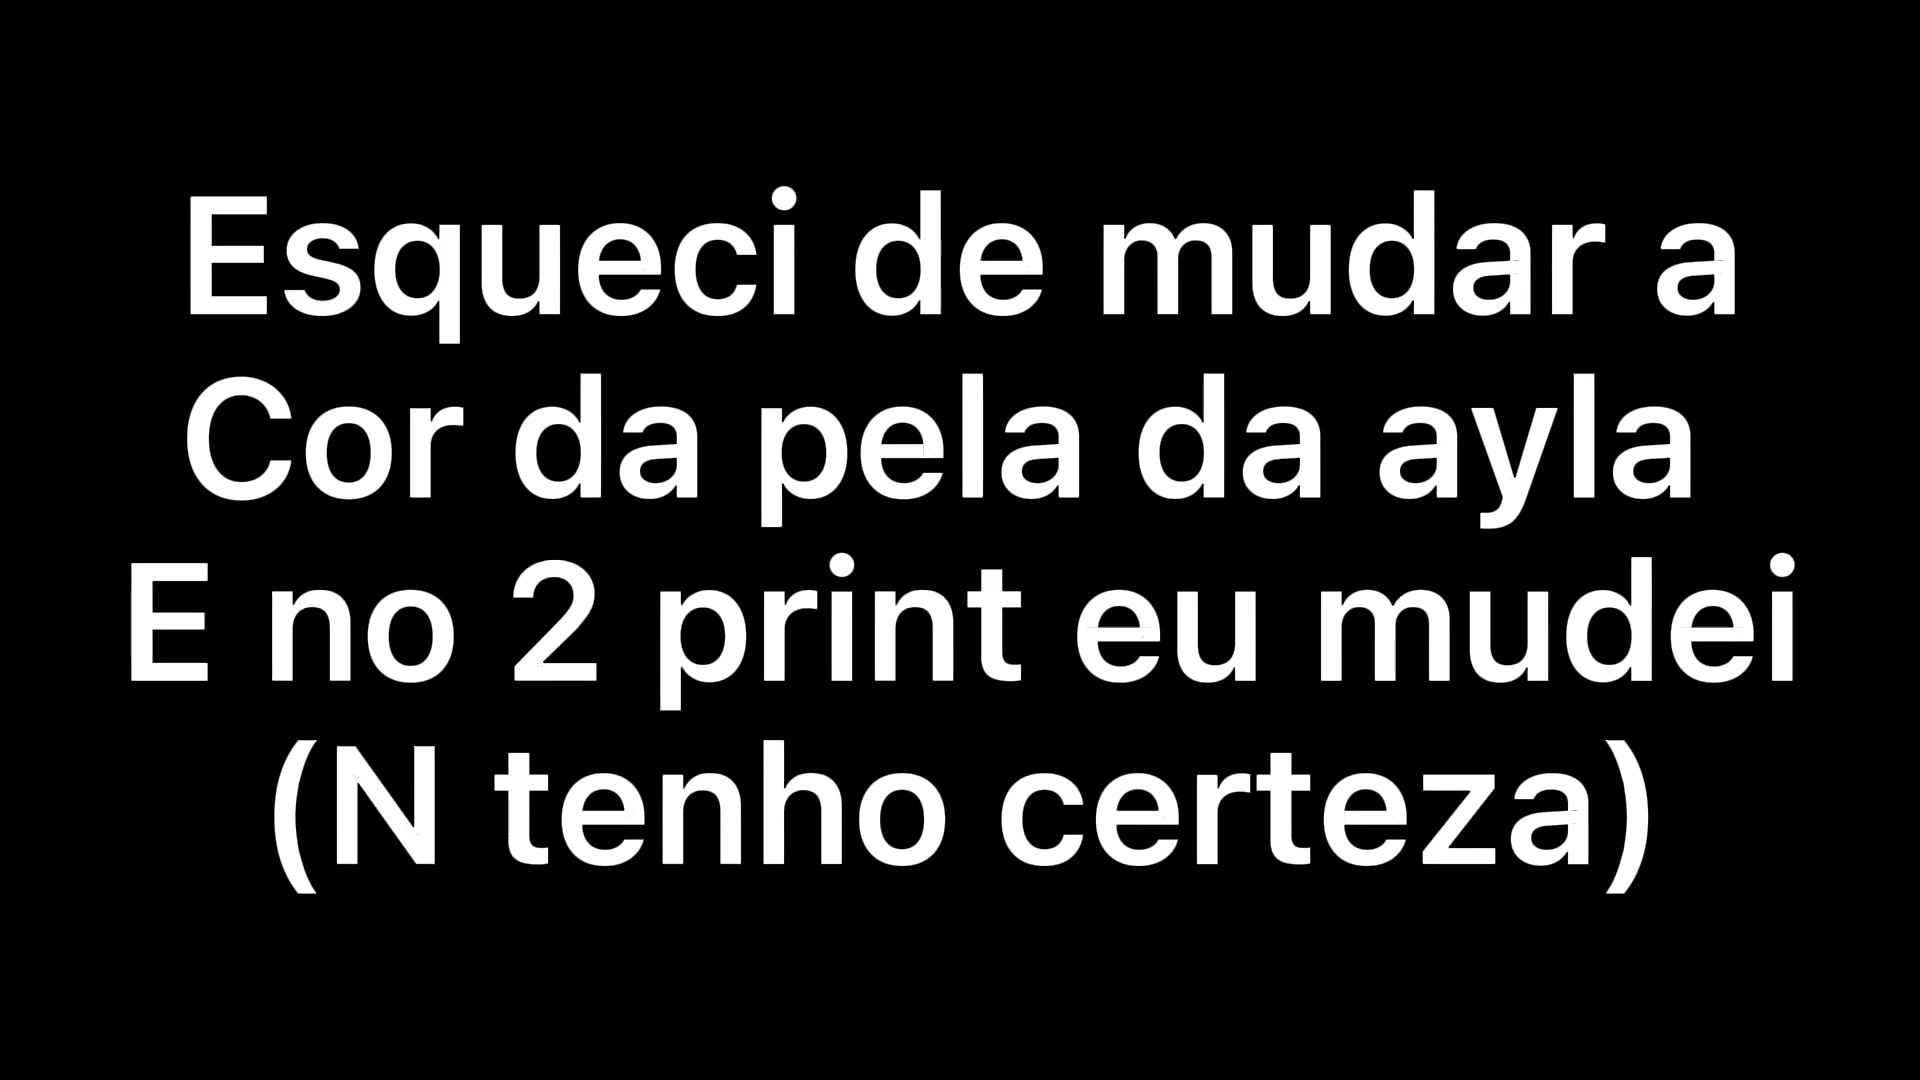 Esqueci de mudar a
Cor da pela da ayla
E no 2 print eu mudei
(N tenho certeza)